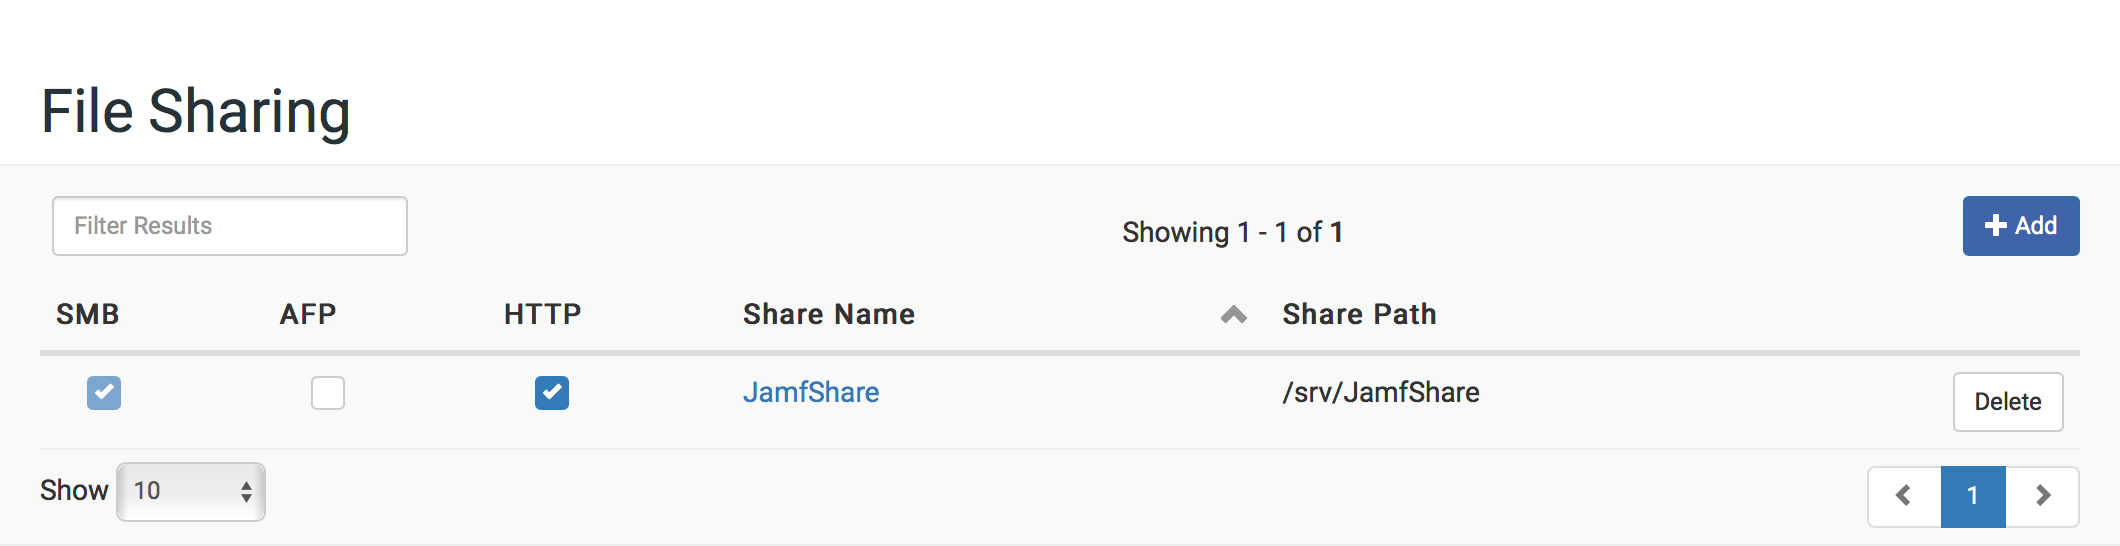 File Sharing
Filter Results
Showing 1 - 1 of 1
Add
SMB AFP HTTP Share Name Share Path
JamfShare /srv/JamfShare Delete
Show 10
1